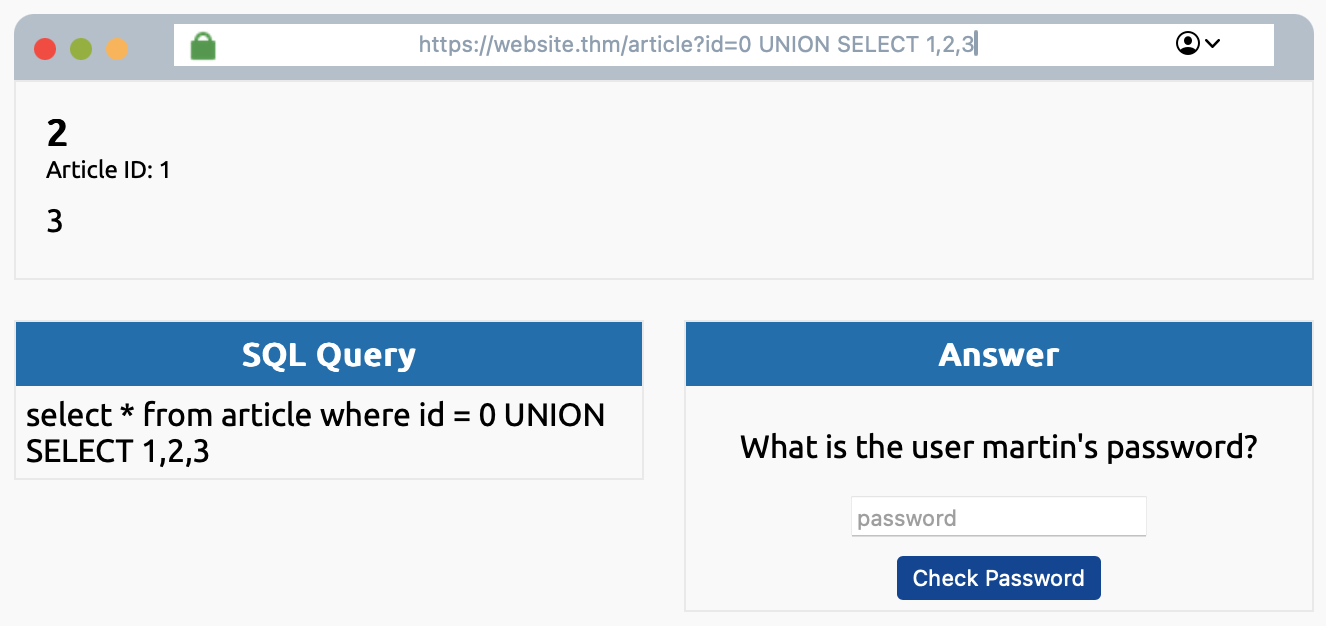 https://website.thm/article?id=0 UNION SELECT 1,2,3
2
Article ID: 1
3
SQL Query
select * from article where id = 0 UNION
SELECT 1,2,3
Answer
What is the user martin's password?
password
Check Password